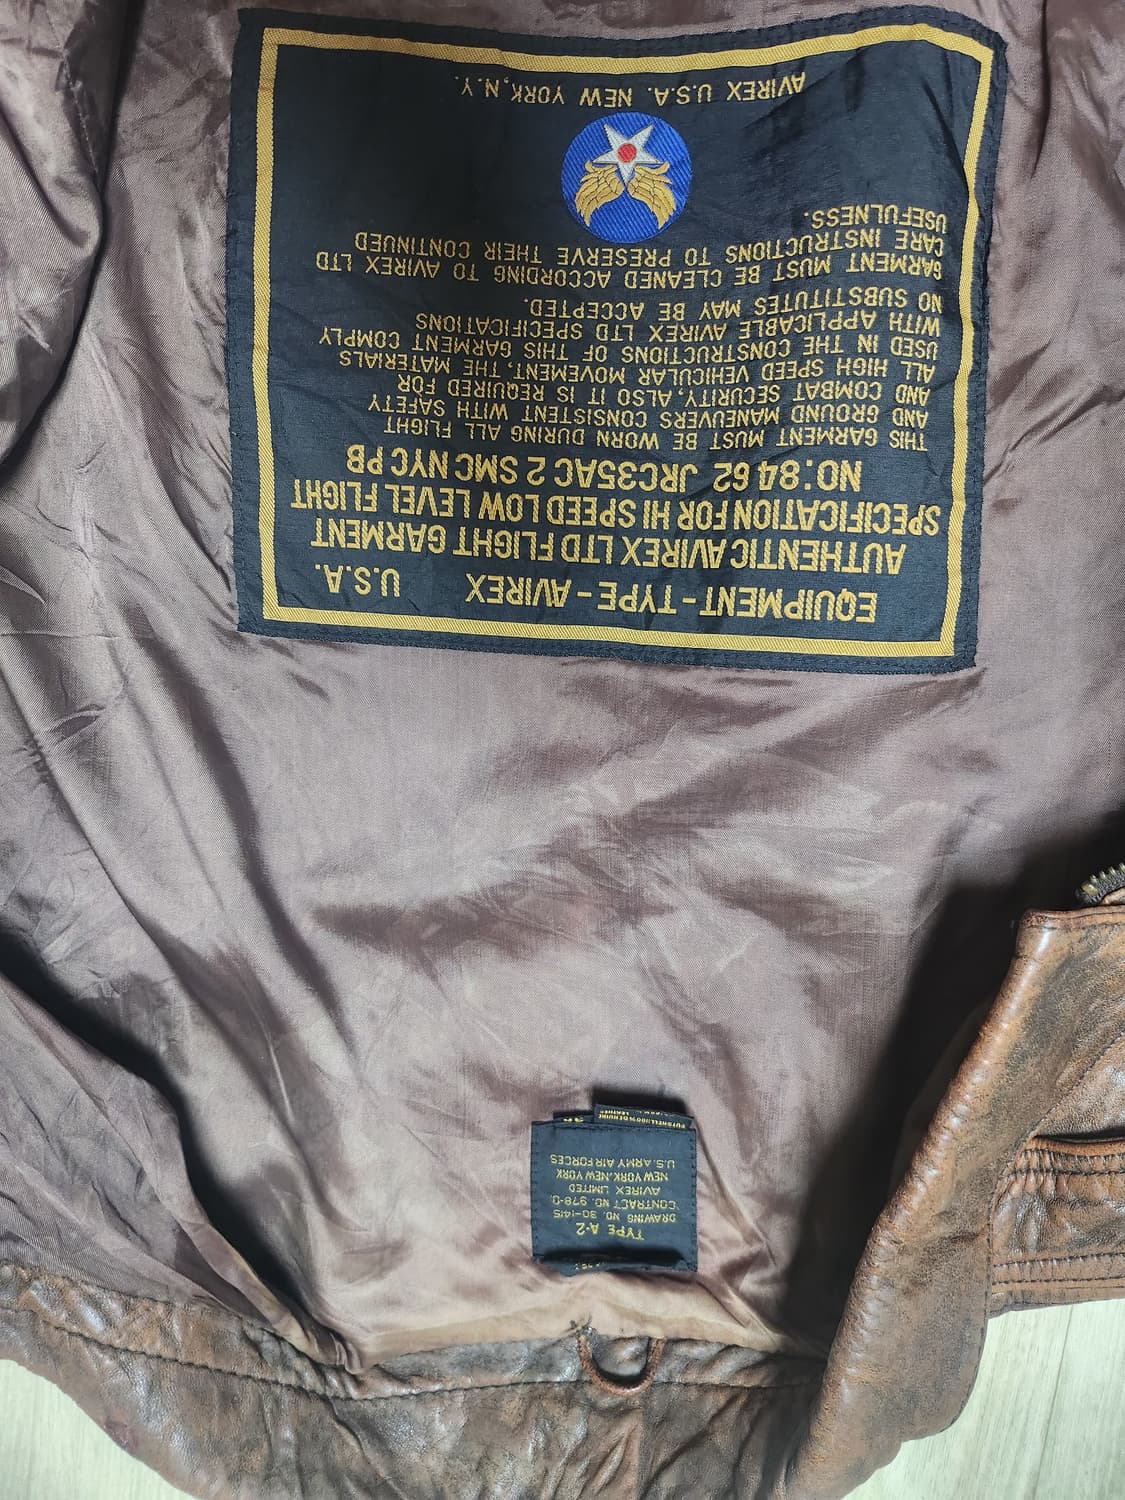 EQUIPMENT-TYPE-AVIREX U.S.A.
AUTHENTIC AVIREX LTD FLIGHT GARMENT
SPECIFICATION FOR HI SPEED LOW LEVEL FLIGHT
NO:84 62 JRC35AC 2 SMC NYC PB
THIS GARMENT MUST BE WORN DURING ALL FLIGHT
AND GROUND MANEUVERS CONSISTENT WITH SAFETY
AND COMBAT SECURITY, ALSO IT IS REQUIRED FOR
ALL HIGH SPEED VEHICULAR MOVEMENT, THE MATERIALS
USED IN THE CONSTRUCTIONS OF THIS GARMENT COMPLY
WITH APPLICABLE AVIREX LTD SPECIFICATIONS
NO SUBSTITUTES MAY BE ACCEPTED.
GARMENT MUST BE CLEANED ACCORDING TO AVIREX LTD
CARE INSTRUCTIONS TO PRESERVE THEIR CONTINUED
USEFULNESS.
AVIREX U.S.A. NEW YORK, N.Y.
TYPE A-2
DRAWING NO. 30-1415
CONTRACT NO. 978-0.
AVIREX LIMITED
NEW YORK, NEW YORK
U.S. ARMY AIR FORCES